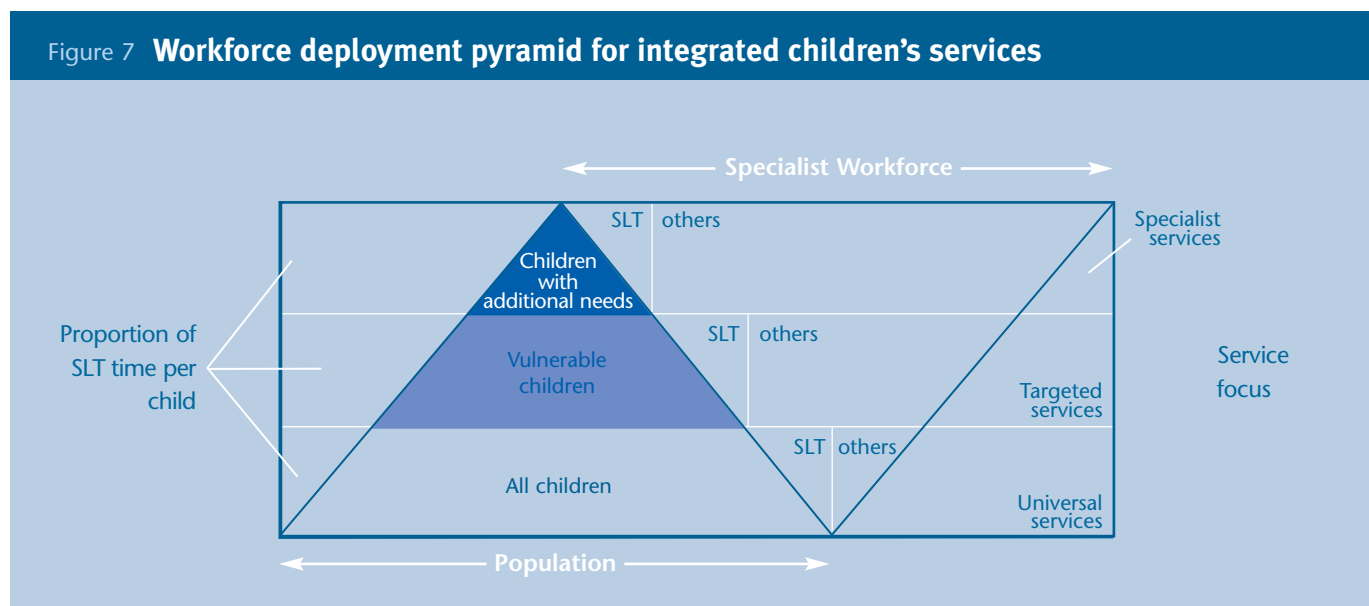 Figure 7 Workforce deployment pyramid for integrated children’s services
Specialist Workforce
SLT others
Specialist
services
Children
with
additional needs
Proportion of
SLT time per
child
SLT others
Vulnerable
children
Service
focus
Targeted
services
SLT others
All children
Universal
services
Population